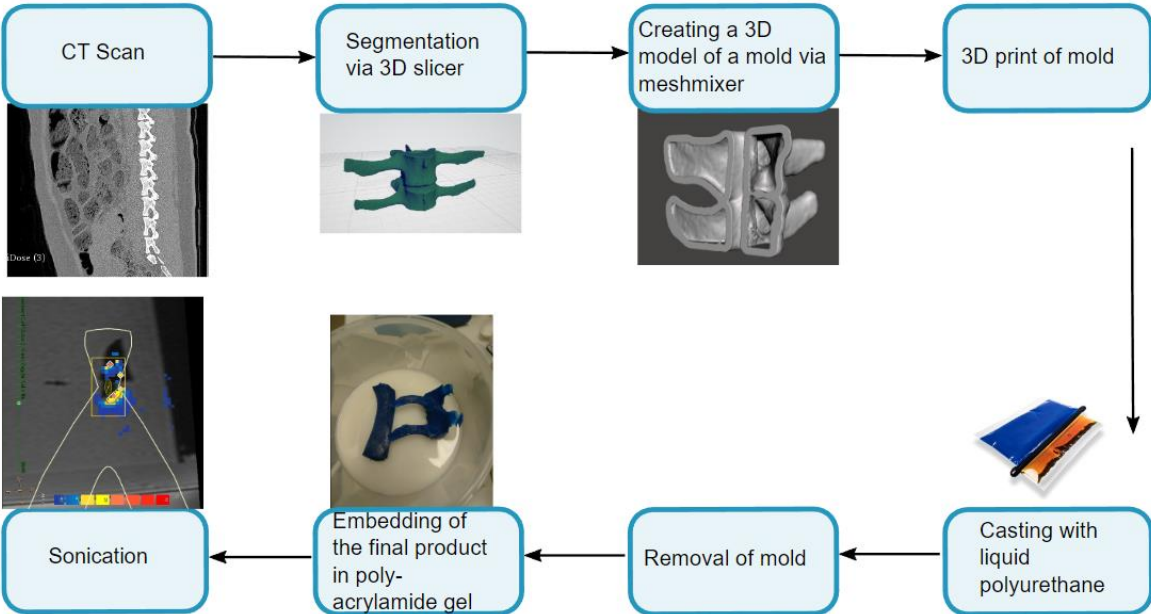 CT Scan
Segmentation
via 3D slicer
Creating a 3D
model of a mold via
meshmixer
3D print of mold
iDose (3)
Embedding of
the final product
in poly-
acrylamide gel
Sonication
Removal of mold
Casting with
liquid
polyurethane